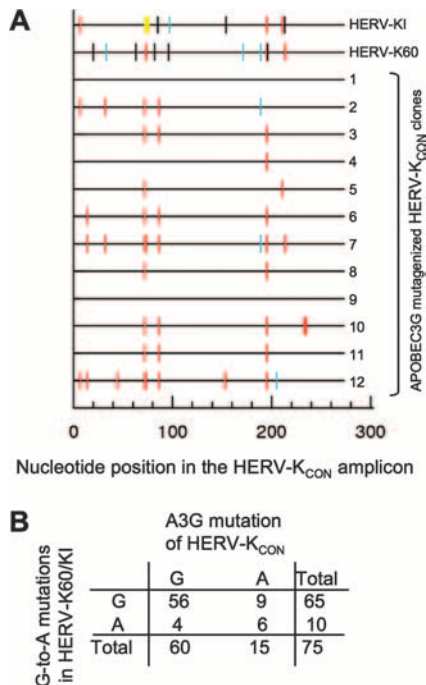 A
HERV-KI
HERV-K60
1
2
3
4
5
6
7
8
9
10
11
12
APOBEC3G mutagenized HERV-KCON clones
0 100 200 300
Nucleotide position in the HERV-KCON amplicon
B
A3G mutation
of HERV-KCON
G-to-A mutations
in HERV-K60/KI
G A Total
G 56 9 65
A 4 6 10
Total 60 15 75